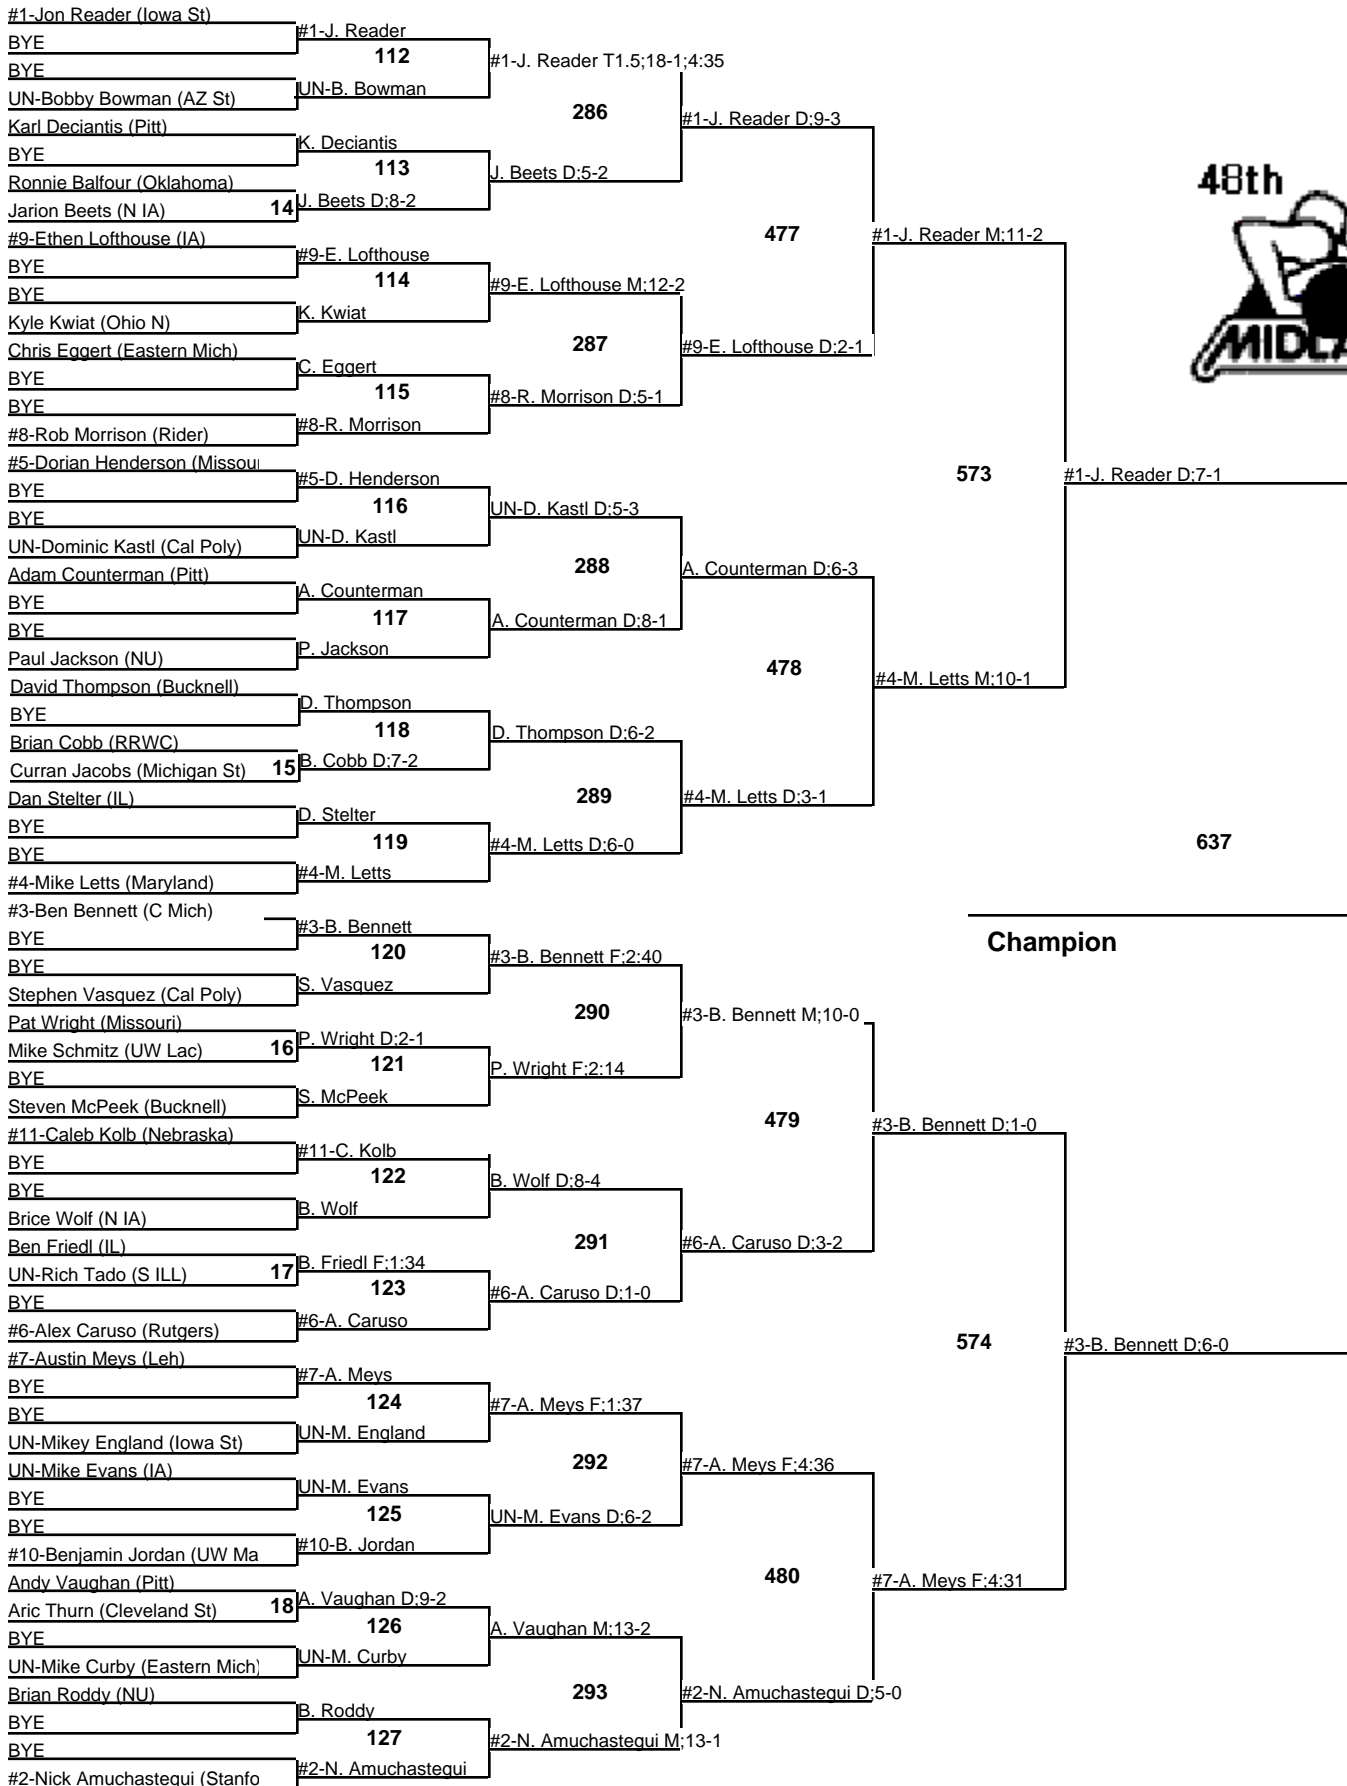 #1-Jon Reader (Iowa St)
BYE
BYE
UN-Bobby Bowman (AZ St)
Karl Deciantis (Pitt)
BYE
Ronnie Balfour (Oklahoma)
Jarion Beets (N IA)
#9-Ethen Lofthouse (IA)
BYE
BYE
Kyle Kwiat (Ohio N)
Chris Eggert (Eastern Mich)
BYE
BYE
#8-Rob Morrison (Rider)
#5-Dorian Henderson (Missou
BYE
BYE
UN-Dominic Kastl (Cal Poly)
Adam Counterman (Pitt)
BYE
BYE
Paul Jackson (NU)
David Thompson (Bucknell)
BYE
Brian Cobb (RRWC)
Curran Jacobs (Michigan St)
Dan Stelter (IL)
BYE
BYE
#4-Mike Letts (Maryland)
#3-Ben Bennett (C Mich)
BYE
BYE
Stephen Vasquez (Cal Poly)
Pat Wright (Missouri)
Mike Schmitz (UW Lac)
BYE
Steven McPeek (Bucknell)
#11-Caleb Kolb (Nebraska)
BYE
BYE
Brice Wolf (N IA)
Ben Friedl (IL)
UN-Rich Tado (S ILL)
BYE
#6-Alex Caruso (Rutgers)
#7-Austin Meys (Leh)
BYE
BYE
UN-Mikey England (Iowa St)
UN-Mike Evans (IA)
BYE
BYE
#10-Benjamin Jordan (UW Ma
Andy Vaughan (Pitt)
Aric Thurn (Cleveland St)
BYE
UN-Mike Curby (Eastern Mich)
Brian Roddy (NU)
BYE
BYE
#2-Nick Amuchastegui (Stanfo
14
15
16
17
18
#1-J. Reader
112
UN-B. Bowman
K. Deciantis
113
J. Beets D;8-2
#9-E. Lofthouse
114
K. Kwiat
C. Eggert
115
#8-R. Morrison
#5-D. Henderson
116
UN-D. Kastl
A. Counterman
117
P. Jackson
D. Thompson
118
B. Cobb D;7-2
D. Stelter
119
#4-M. Letts
#3-B. Bennett
120
S. Vasquez
P. Wright D;2-1
121
S. McPeek
#11-C. Kolb
122
B. Wolf
B. Friedl F;1:34
123
#6-A. Caruso
#7-A. Meys
124
UN-M. England
UN-M. Evans
125
#10-B. Jordan
A. Vaughan D;9-2
126
UN-M. Curby
B. Roddy
127
#2-N. Amuchastegui
#1-J. Reader T1.5;18-1;4:35
286
J. Beets D;5-2
#9-E. Lofthouse M;12-2
287
#8-R. Morrison D;5-1
UN-D. Kastl D;5-3
288
A. Counterman D;8-1
D. Thompson D;6-2
289
#4-M. Letts D;6-0
#3-B. Bennett F;2:40
290
P. Wright F;2:14
B. Wolf D;8-4
291
#6-A. Caruso D;1-0
#7-A. Meys F;1:37
292
UN-M. Evans D;6-2
A. Vaughan M;13-2
293
#2-N. Amuchastegui M;13-1
#1-J. Reader D;9-3
477
#9-E. Lofthouse D;2-1
A. Counterman D;6-3
478
#4-M. Letts D;3-1
#3-B. Bennett M;10-0
479
#6-A. Caruso D;3-2
#7-A. Meys F;4:36
480
#2-N. Amuchastegui D;5-0
#1-J. Reader M;11-2
573
#4-M. Letts M;10-1
#3-B. Bennett D;1-0
574
#7-A. Meys F;4:31
48th
MIDLA
#1-J. Reader D;7-1
637
Champion
#3-B. Bennett D;6-0